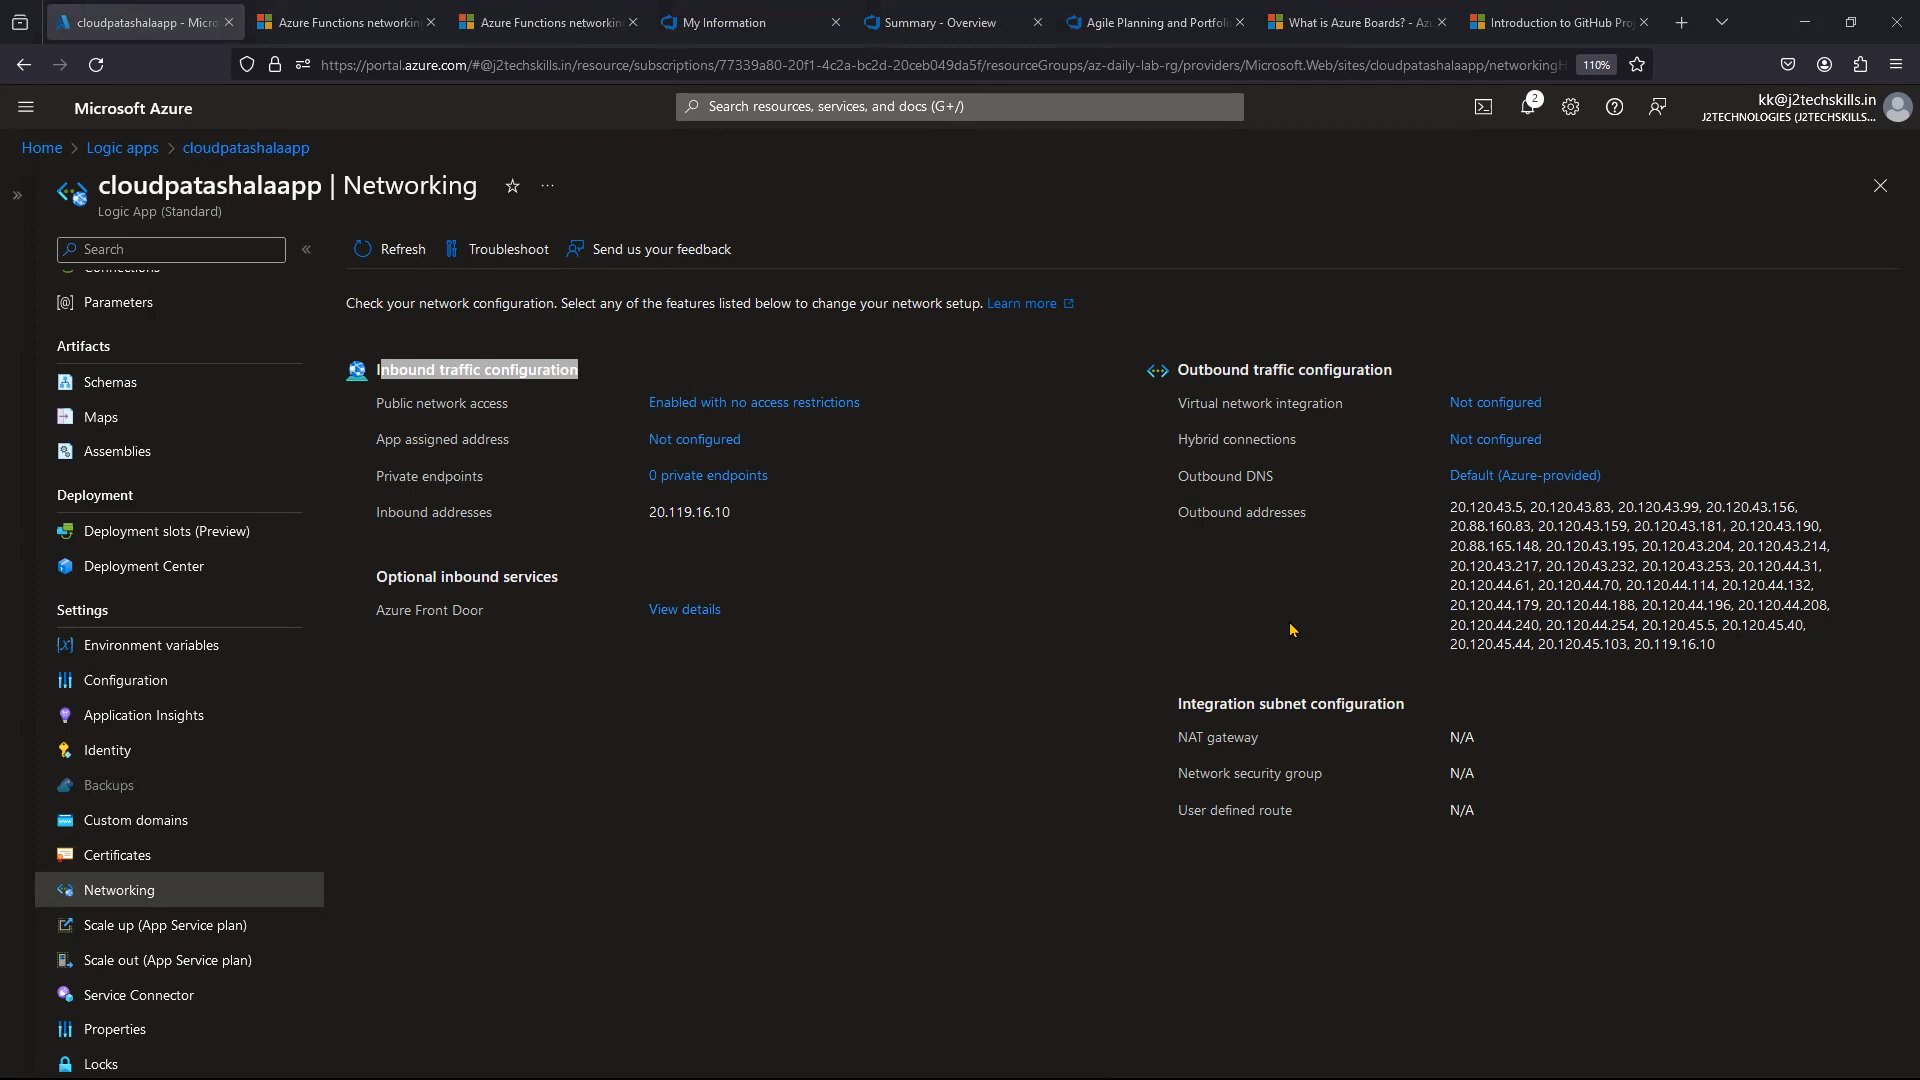 cloudpatashalaapp - Micro
Azure Functions networking
Azure Functions networking
My Information
Summary - Overview
Agile Planning and Portfoli
What is Azure Boards? - Az
Introduction to GitHub Pro
https://portal.azure.com/#@j2techskills.in/resource/subscriptions/77339a80-20f1-4c2a-bc2d-20ceb049da5f/resourceGroups/az-daily-lab-rg/providers/Microsoft.Web/sites/cloudpatashalaapp/networkingH
110%
Microsoft Azure
Search resources, services, and docs (G+/)
2
kk@j2techskills.in
J2TECHNOLOGIES (J2TECHSKILLS...
Home > Logic apps > cloudpatashalaapp
cloudpatashalaapp | Networking
Logic App (Standard)
Search
Refresh
Troubleshoot
Send us your feedback
Connections
Parameters
Artifacts
Schemas
Maps
Assemblies
Deployment
Deployment slots (Preview)
Deployment Center
Settings
Environment variables
Configuration
Application Insights
Identity
Backups
Custom domains
Certificates
Networking
Scale up (App Service plan)
Scale out (App Service plan)
Service Connector
Properties
Locks
Check your network configuration. Select any of the features listed below to change your network setup. Learn more
Inbound traffic configuration
Public network access Enabled with no access restrictions
App assigned address Not configured
Private endpoints 0 private endpoints
Inbound addresses 20.119.16.10
Optional inbound services
Azure Front Door View details
Outbound traffic configuration
Virtual network integration Not configured
Hybrid connections Not configured
Outbound DNS Default (Azure-provided)
Outbound addresses 20.120.43.5, 20.120.43.83, 20.120.43.99, 20.120.43.156,
20.88.160.83, 20.120.43.159, 20.120.43.181, 20.120.43.190,
20.88.165.148, 20.120.43.195, 20.120.43.204, 20.120.43.214,
20.120.43.217, 20.120.43.232, 20.120.43.253, 20.120.44.31,
20.120.44.61, 20.120.44.70, 20.120.44.114, 20.120.44.132,
20.120.44.179, 20.120.44.188, 20.120.44.196, 20.120.44.208,
20.120.44.240, 20.120.44.254, 20.120.45.5, 20.120.45.40,
20.120.45.44, 20.120.45.103, 20.119.16.10
Integration subnet configuration
NAT gateway N/A
Network security group N/A
User defined route N/A